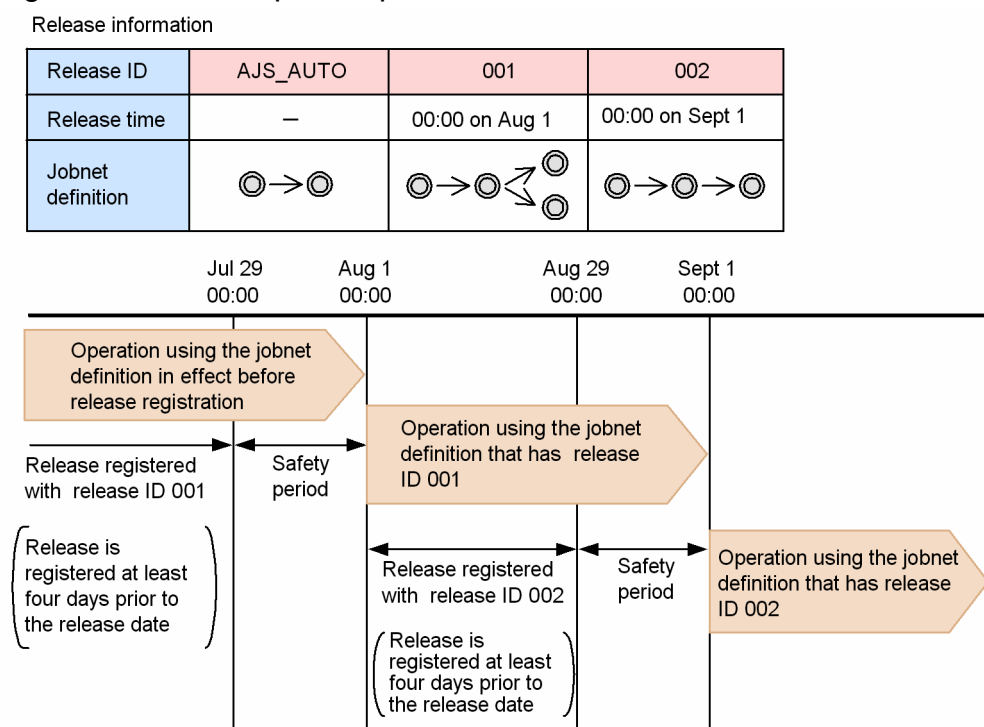 Release information
Release ID AJS_AUTO 001 002
Release time – 00:00 on Aug 1 00:00 on Sept 1
Jobnet
definition
Jul 29 Aug 1 Aug 29 Sept 1
00:00 00:00 00:00 00:00
Operation using the jobnet
definition in effect before
release registration
Operation using the jobnet
definition that has release
ID 001
Release registered
with release ID 001
Safety
period
(Release is
registered at least
four days prior to
the release date)
Release registered
with release ID 002
Safety
period
Operation using the jobnet
definition that has release
ID 002
(Release is
registered at least
four days prior to
the release date)